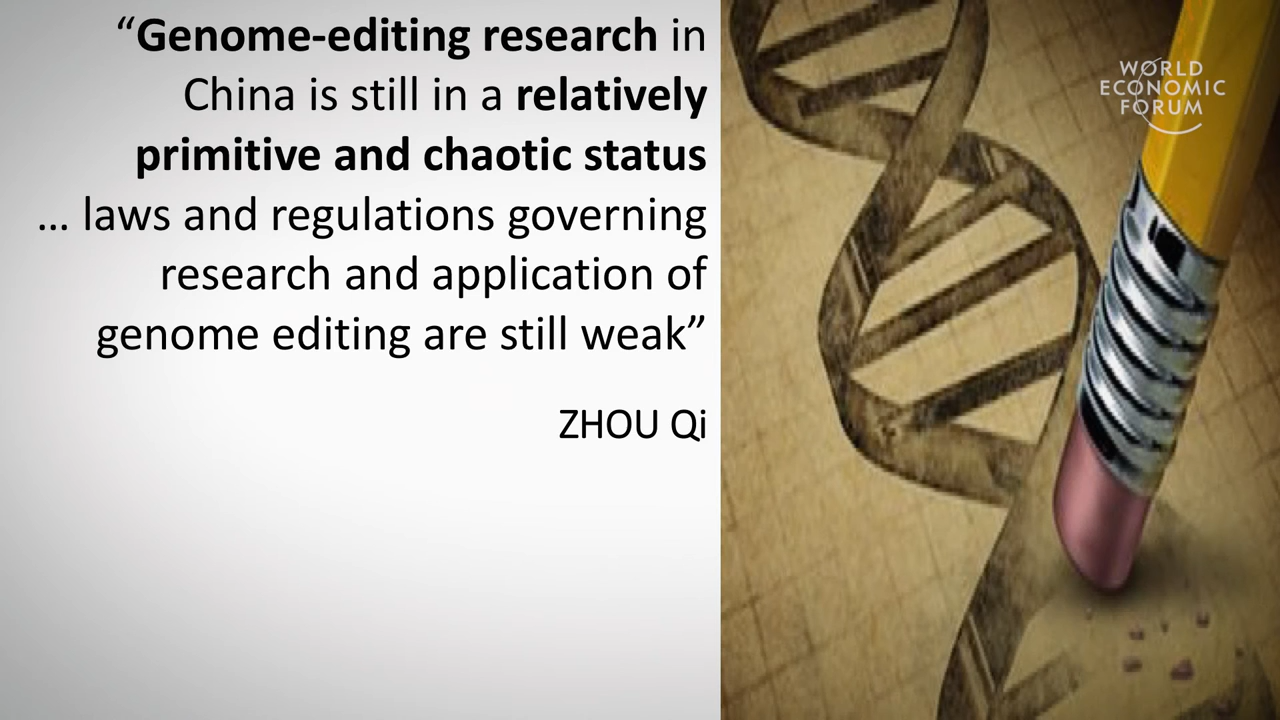 “Genome-editing research in
China is still in a relatively
primitive and chaotic status
... laws and regulations governing
research and application of
genome editing are still weak”
ZHOU Qi
WORLD
ECONOMIC
FORUM